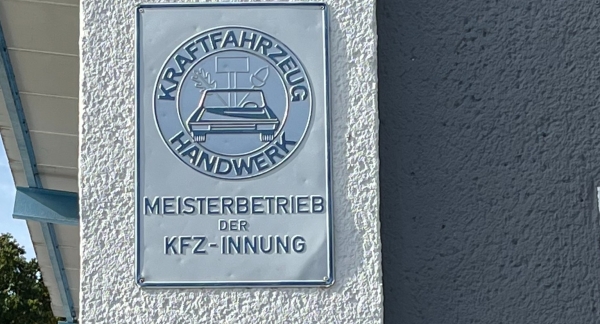 KRAFTFAHRZEUG
HANDWERK
MEISTERBETRIEB
DER
KFZ-INNUNG